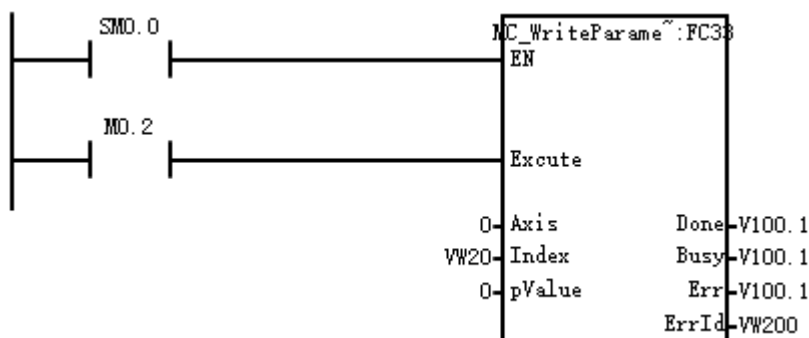 SM0.0
MC_WriteParame~:FC33
EN
M0.2
Excute
0 Axis Done V100.1
VW20 Index Busy V100.1
0 pValue Err V100.1
ErrId VW200